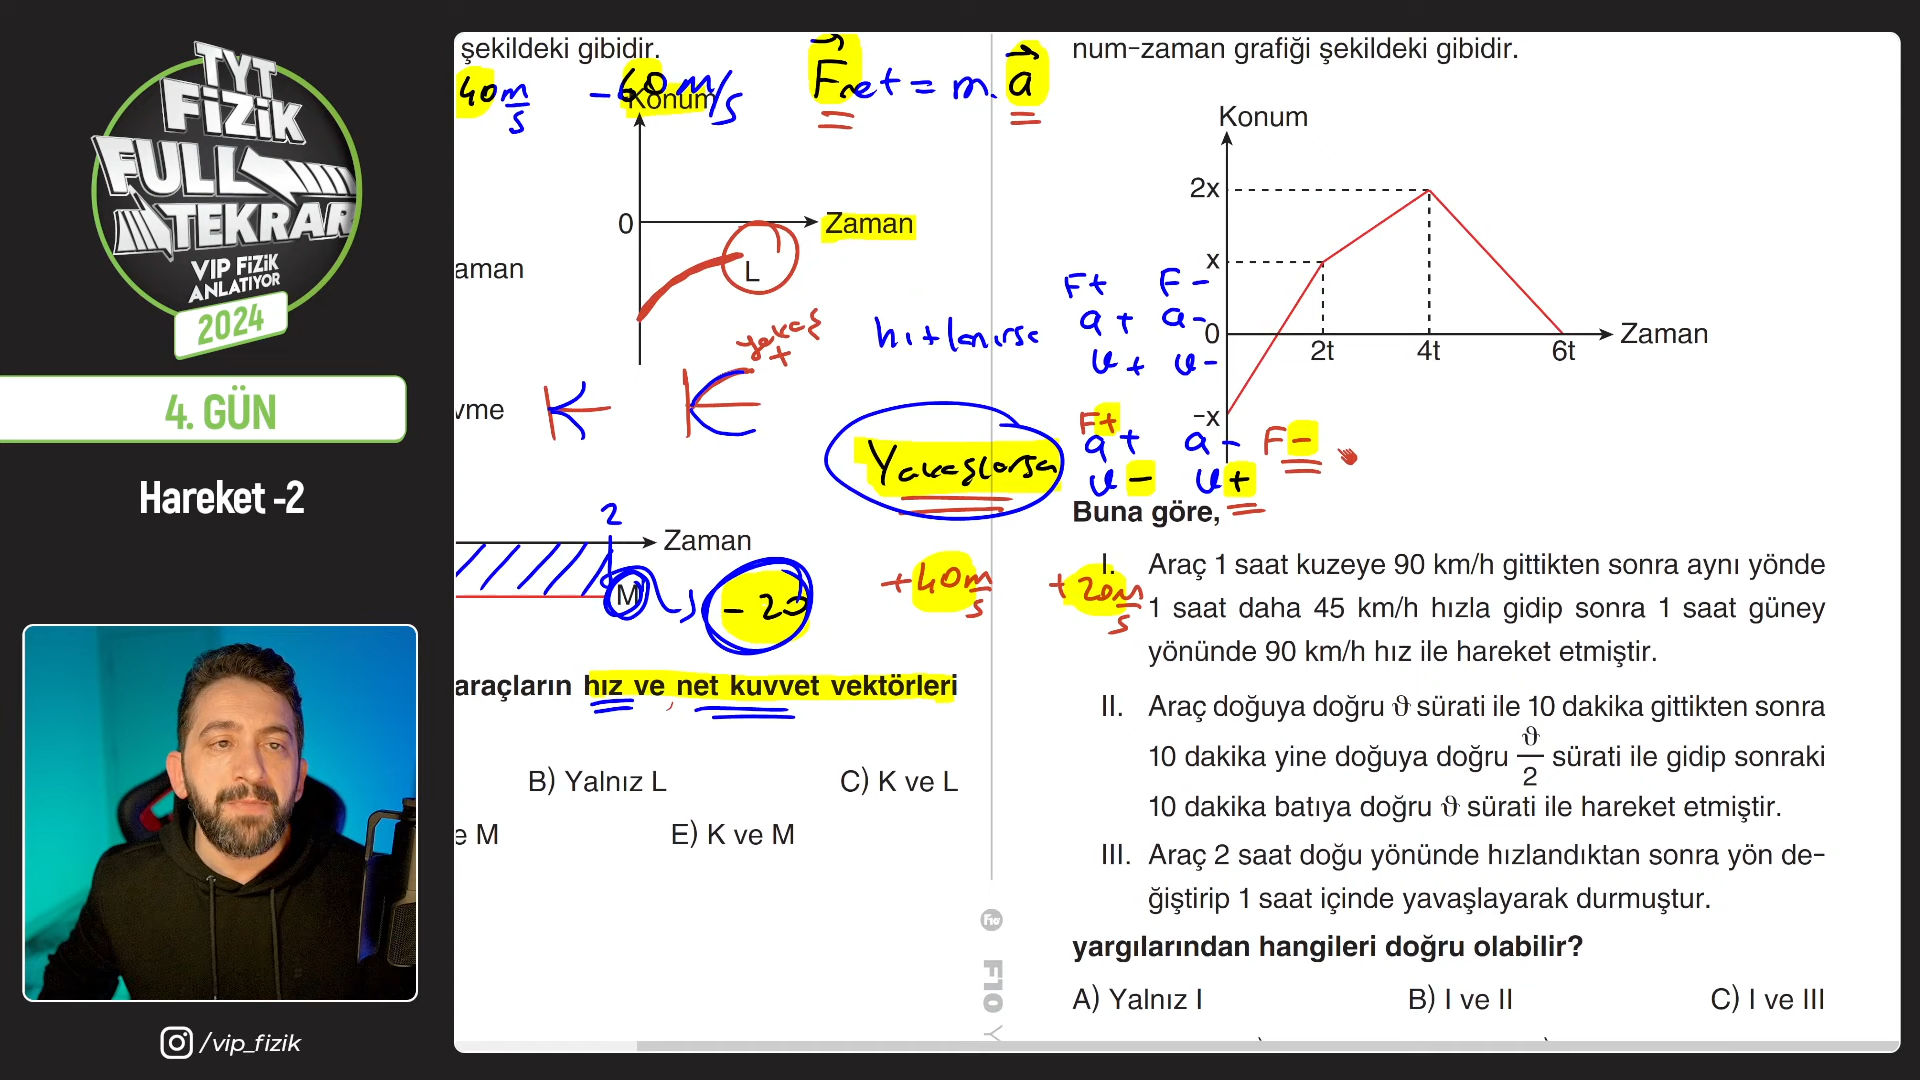 TYT
FİZİK
FULL
TEKRAR
VIP FİZİK
ANLATIYOR
2024
4. GÜN
Hareket -2
/vip_fizik
şekildeki gibidir.
40 m/s
-60 m/s
Fnet = m. a
Konum
0
Zaman
L
aman
yavaş
+
hızlanırsa
vme
Yavaşlarsa
2
Zaman
M
- 20
+40 m/s
+20 m/s
araçların hız ve net kuvvet vektörleri
B) Yalnız L
C) K ve L
e M
E) K ve M
F10
F10 Y
num-zaman grafiği şekildeki gibidir.
Konum
2x
x
0
2t
4t
6t
Zaman
-x
F+ F-
a + a-
v + v-
F+
a + a - F-
v - v +
Buna göre,
I. Araç 1 saat kuzeye 90 km/h gittikten sonra aynı yönde
1 saat daha 45 km/h hızla gidip sonra 1 saat güney
yönünde 90 km/h hız ile hareket etmiştir.
II. Araç doğuya doğru ϑ sürati ile 10 dakika gittikten sonra
10 dakika yine doğuya doğru ϑ/2 sürati ile gidip sonraki
10 dakika batıya doğru ϑ sürati ile hareket etmiştir.
III. Araç 2 saat doğu yönünde hızlandıktan sonra yön de-
ğiştirip 1 saat içinde yavaşlayarak durmuştur.
yargılarından hangileri doğru olabilir?
A) Yalnız I
B) I ve II
C) I ve III